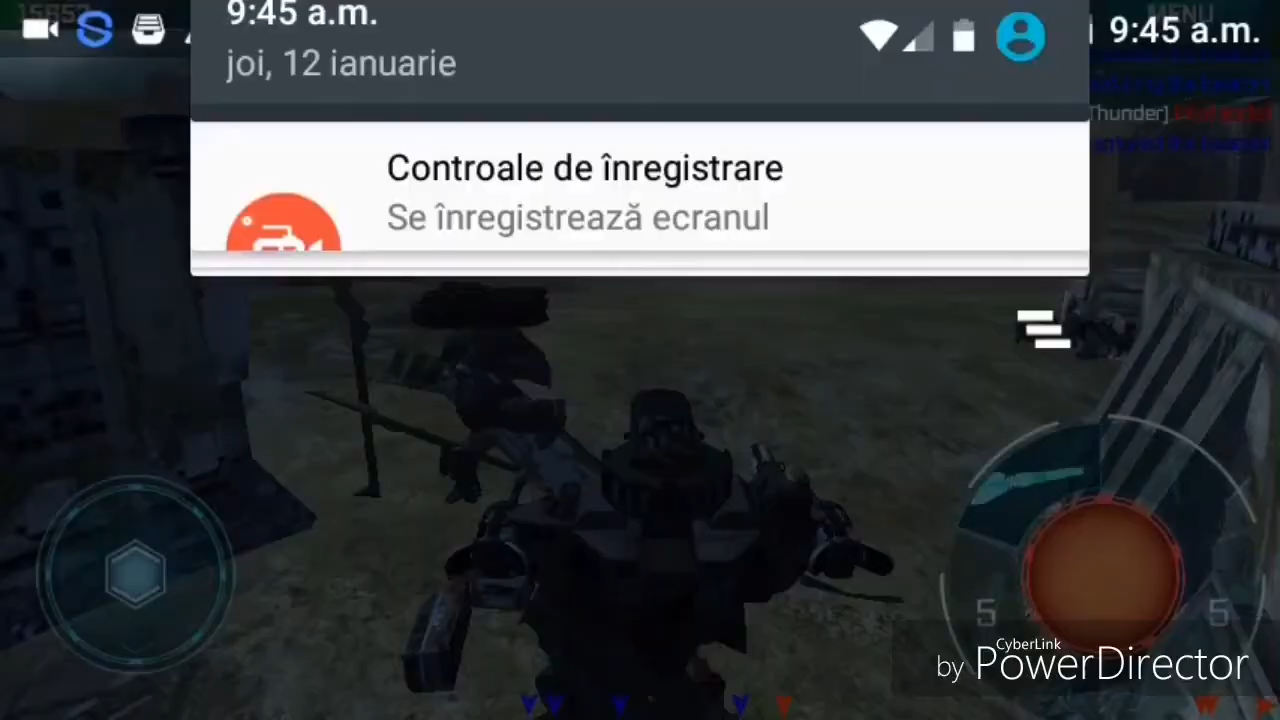 9:45 a.m.
joi, 12 ianuarie
9:45 a.m.
MENU
Thunder]
Controale de înregistrare
Se înregistrează ecranul
5
5
CyberLink
by PowerDirector